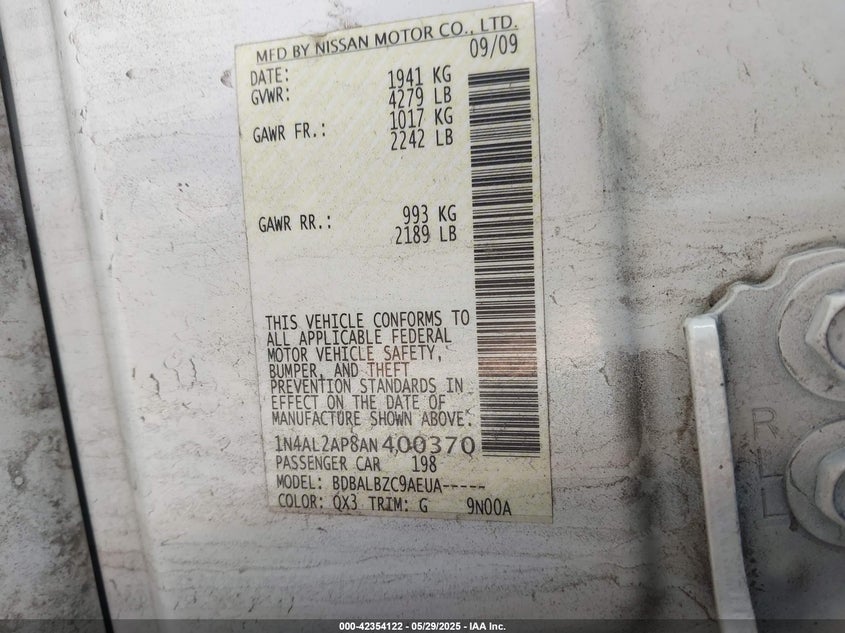 MFD BY NISSAN MOTOR CO., LTD.
DATE: 09/09
GVWR: 1941 KG
4279 LB
GAWR FR.: 1017 KG
2242 LB
GAWR RR.: 993 KG
2189 LB
THIS VEHICLE CONFORMS TO
ALL APPLICABLE FEDERAL
MOTOR VEHICLE SAFETY,
BUMPER, AND THEFT
PREVENTION STANDARDS IN
EFFECT ON THE DATE OF
MANUFACTURE SHOWN ABOVE.
1N4AL2AP8AN400370
PASSENGER CAR 198
MODEL: BDBALBZC9AEUA-----
COLOR: QX3 TRIM: G 9N00A
R
L
L
000-42354122 - 05/29/2025 - IAA Inc.